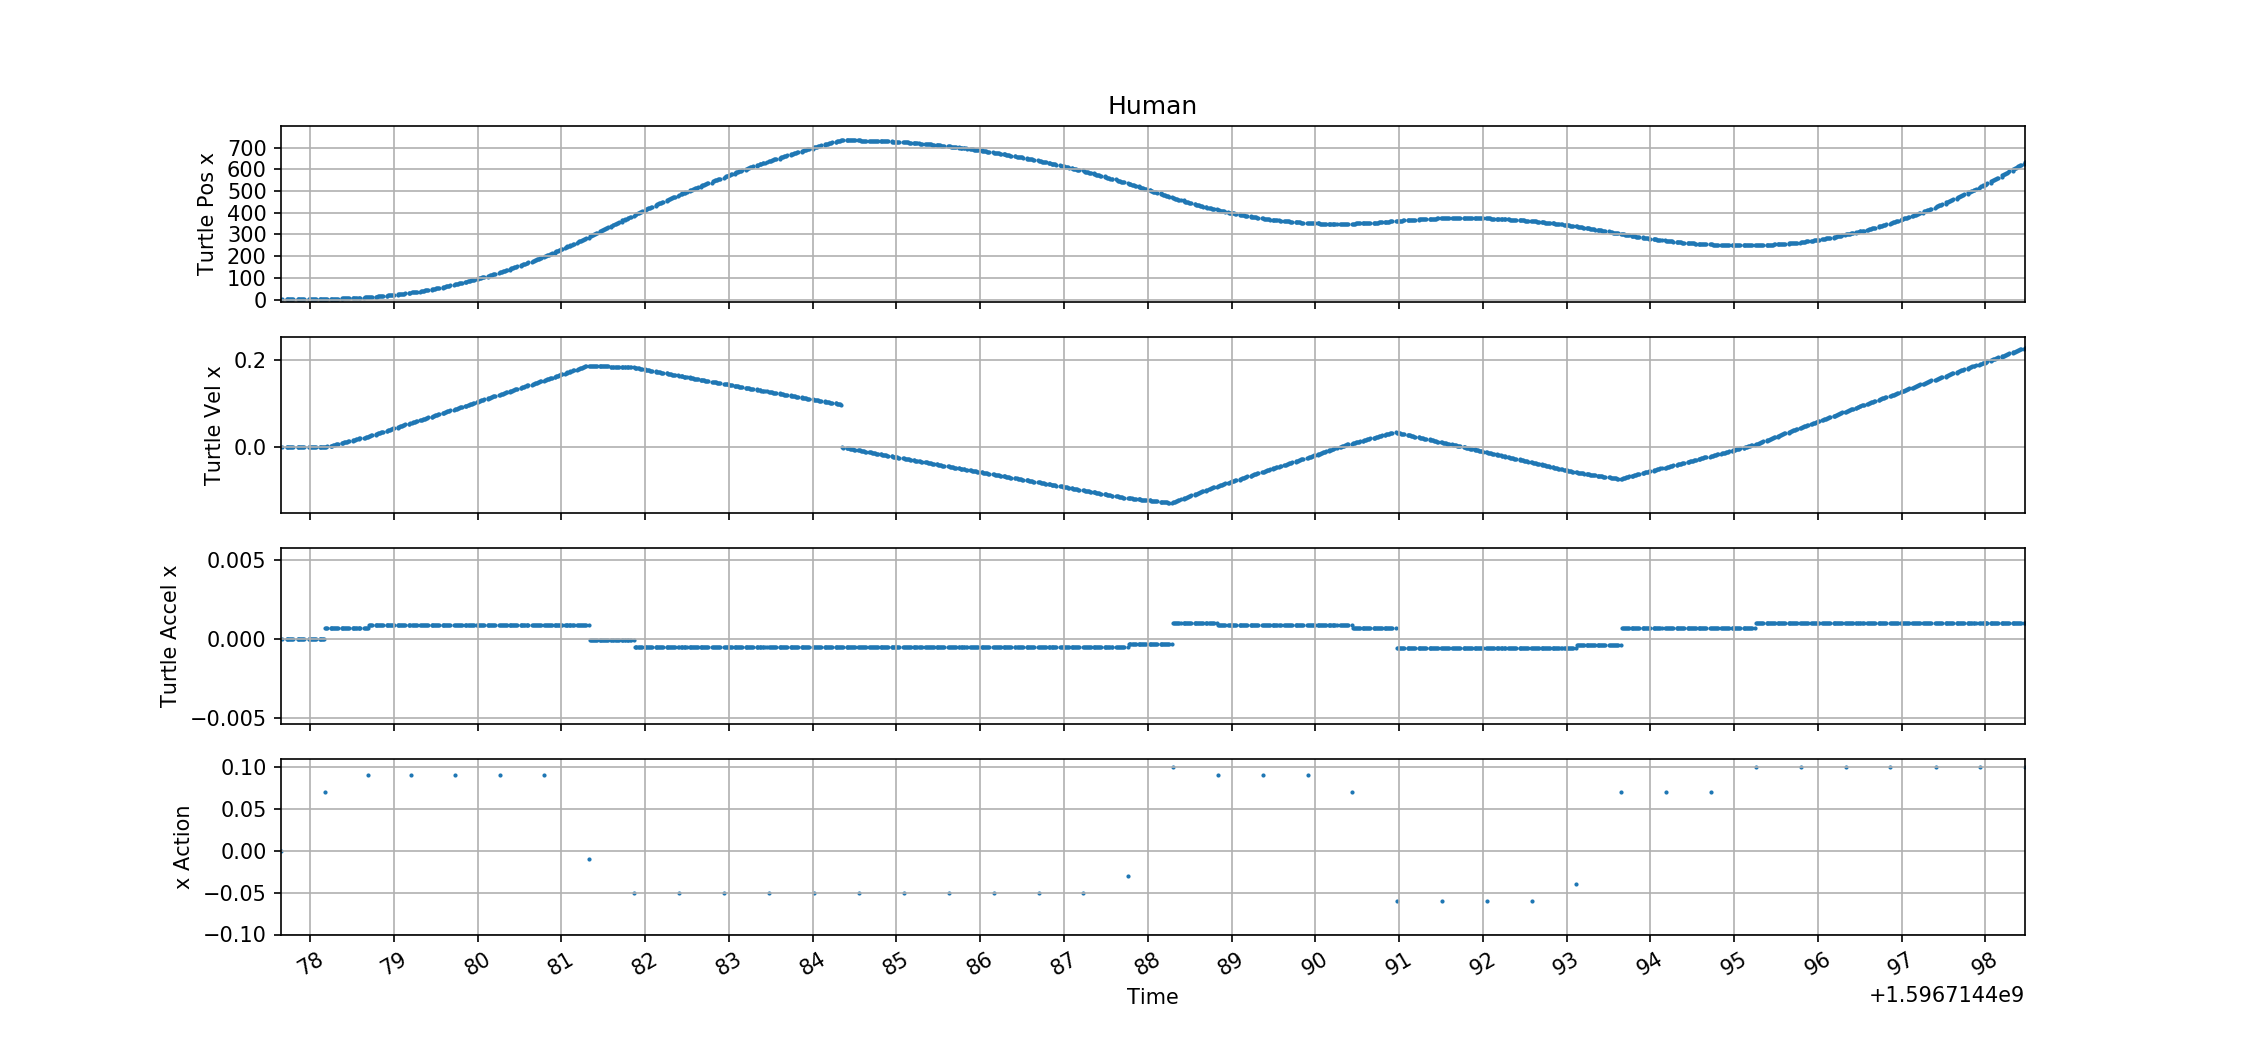 Human
Turtle Pos x
700
600
500
400
300
200
100
0
Turtle Vel x
0.2
0.0
Turtle Accel x
0.005
0.000
−0.005
x Action
0.10
0.05
0.00
−0.05
−0.10
78 79 80 81 82 83 84 85 86 87 88 89 90 91 92 93 94 95 96 97 98
Time
+1.5967144e9